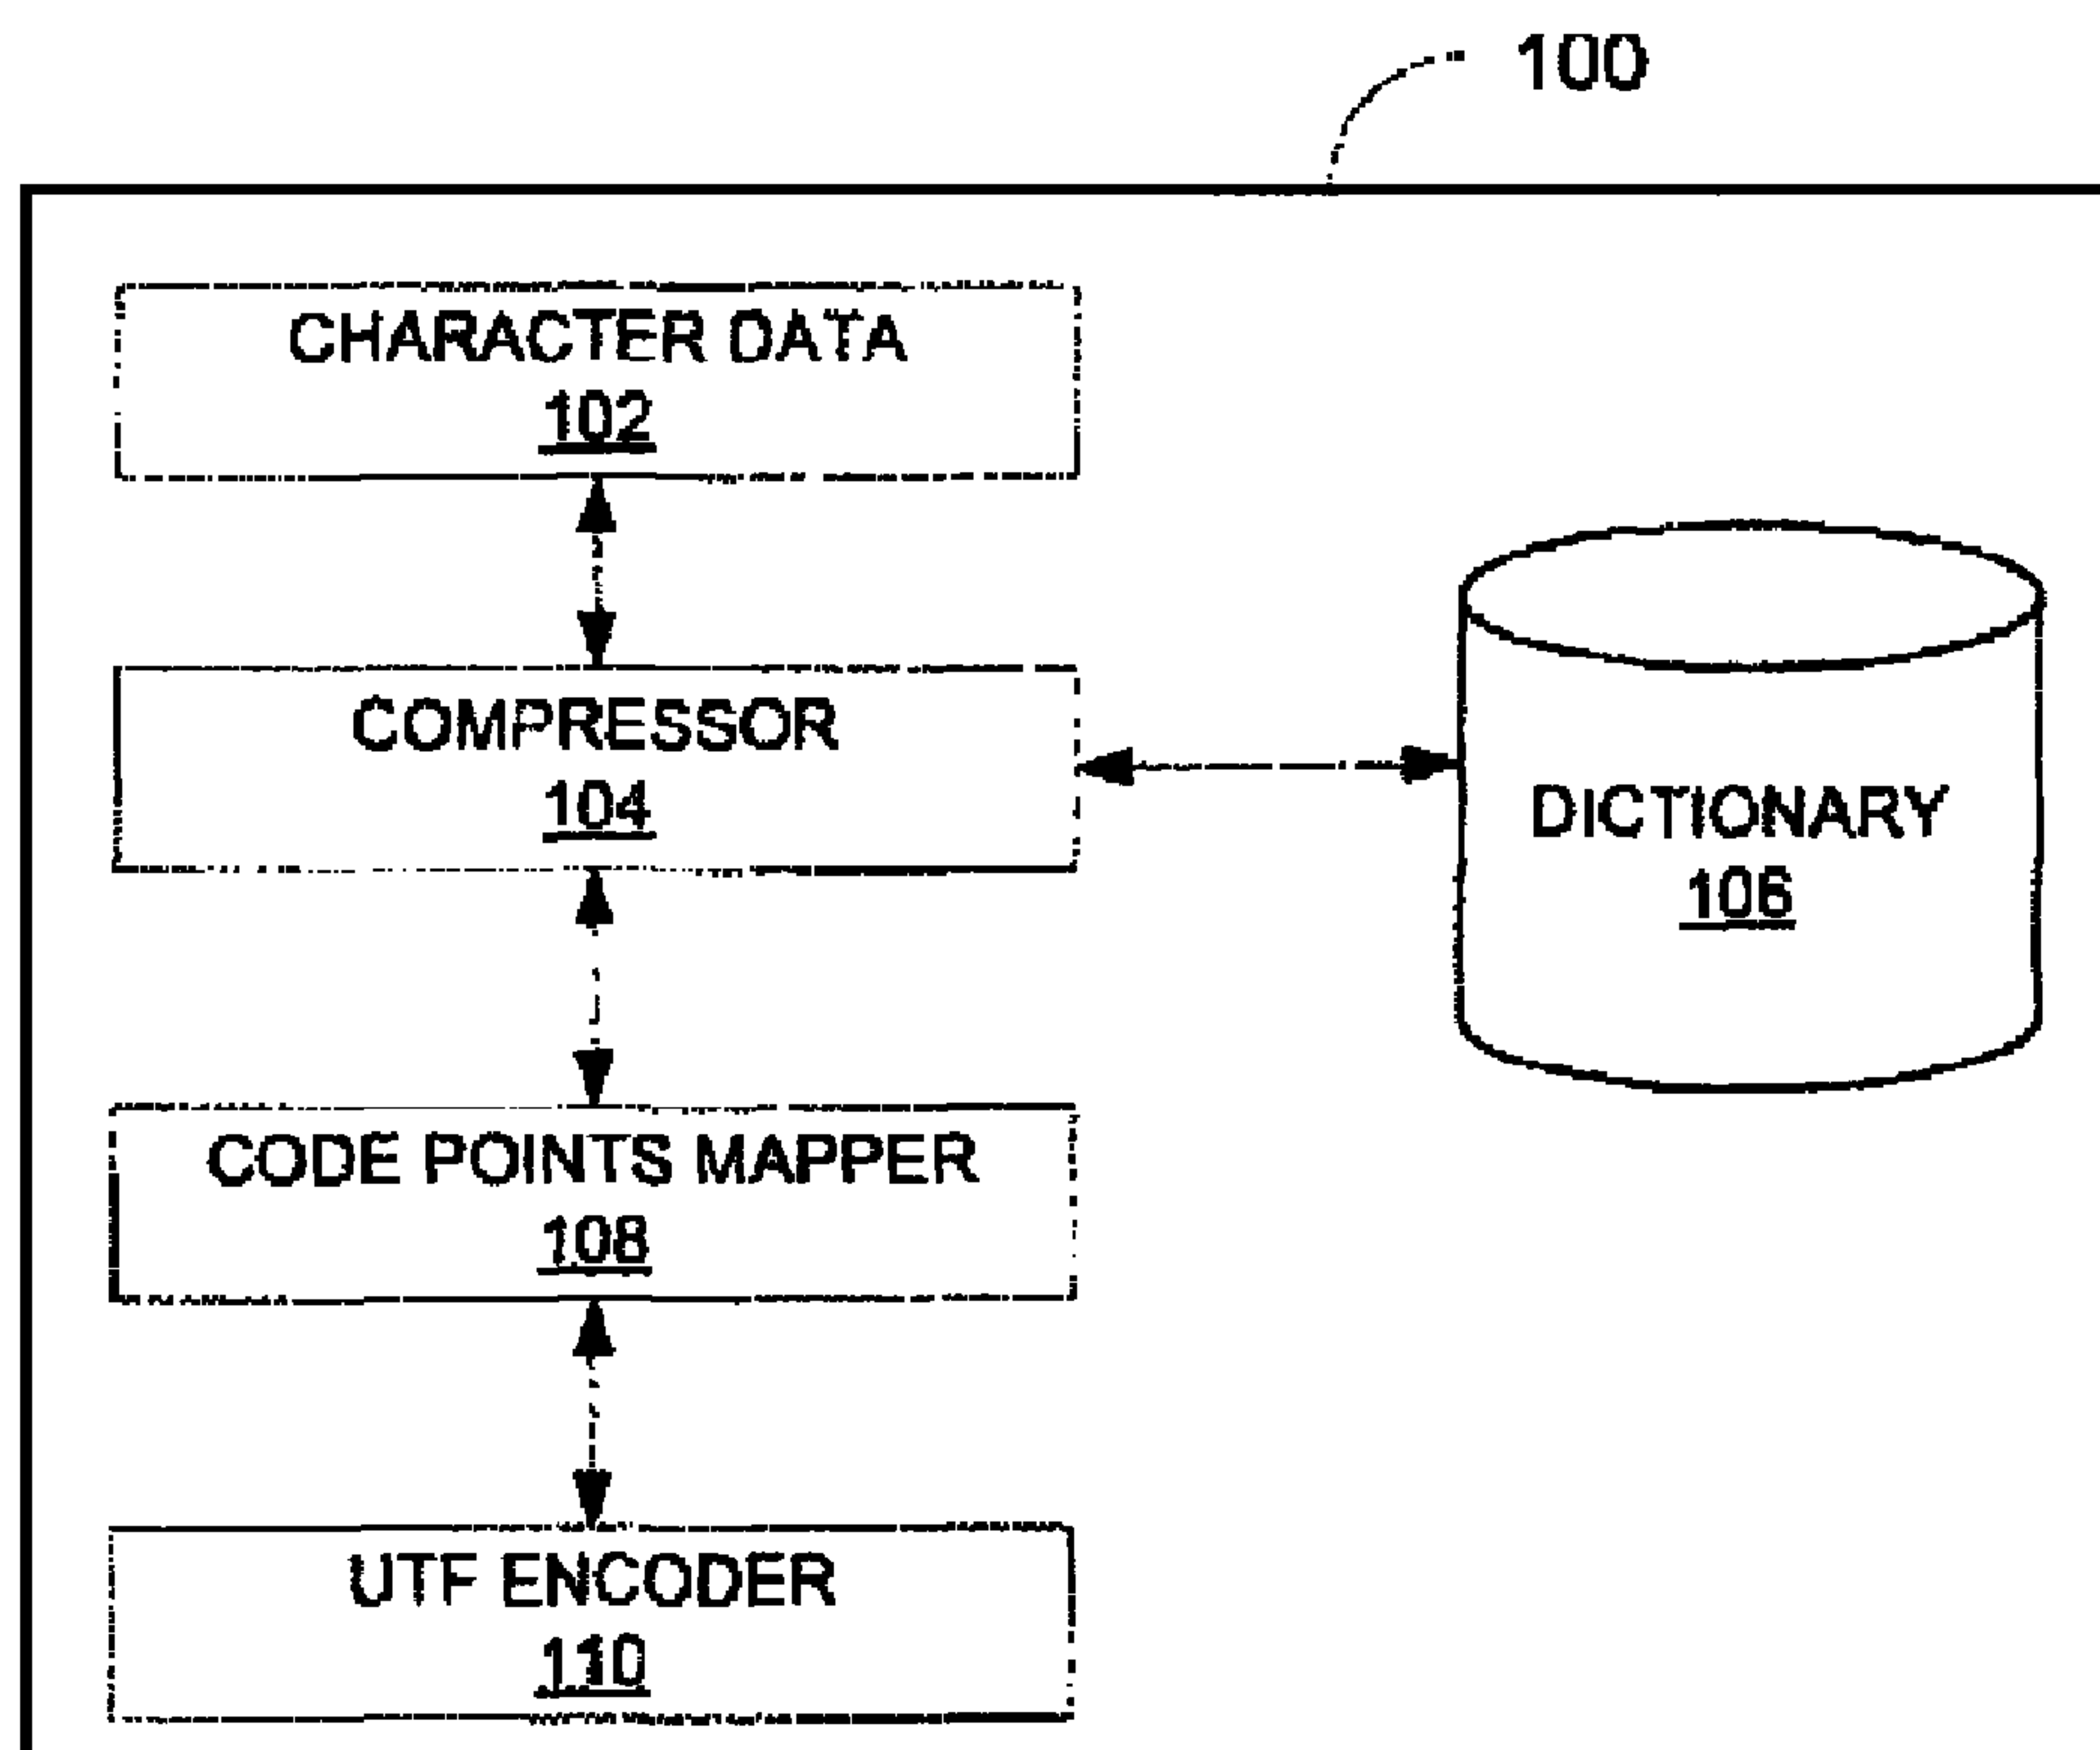 100
CHARACTER DATA
102
COMPRESSOR
104
DICTIONARY
106
CODE POINTS MAPPER
108
UTF ENCODER
110